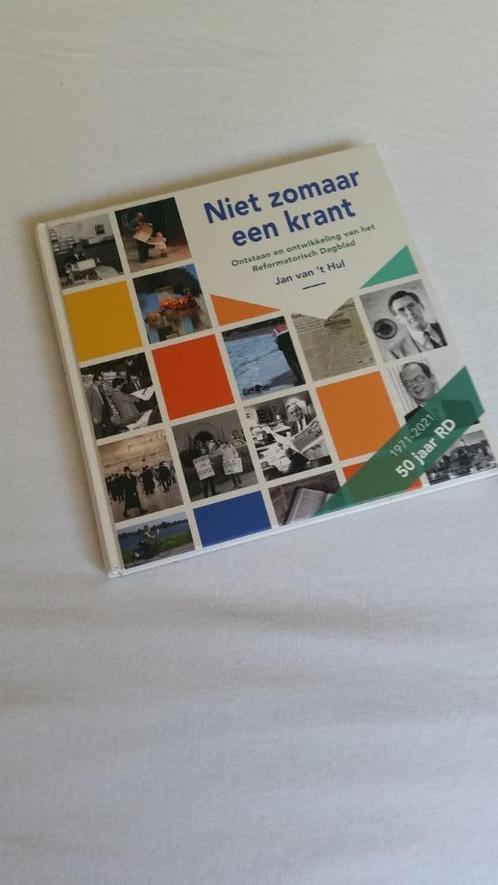 Niet zomaar
een krant
Ontstaan en ontwikkeling van het
Reformatorisch Dagblad
Jan van 't Hul
1971-2021
50 jaar RD